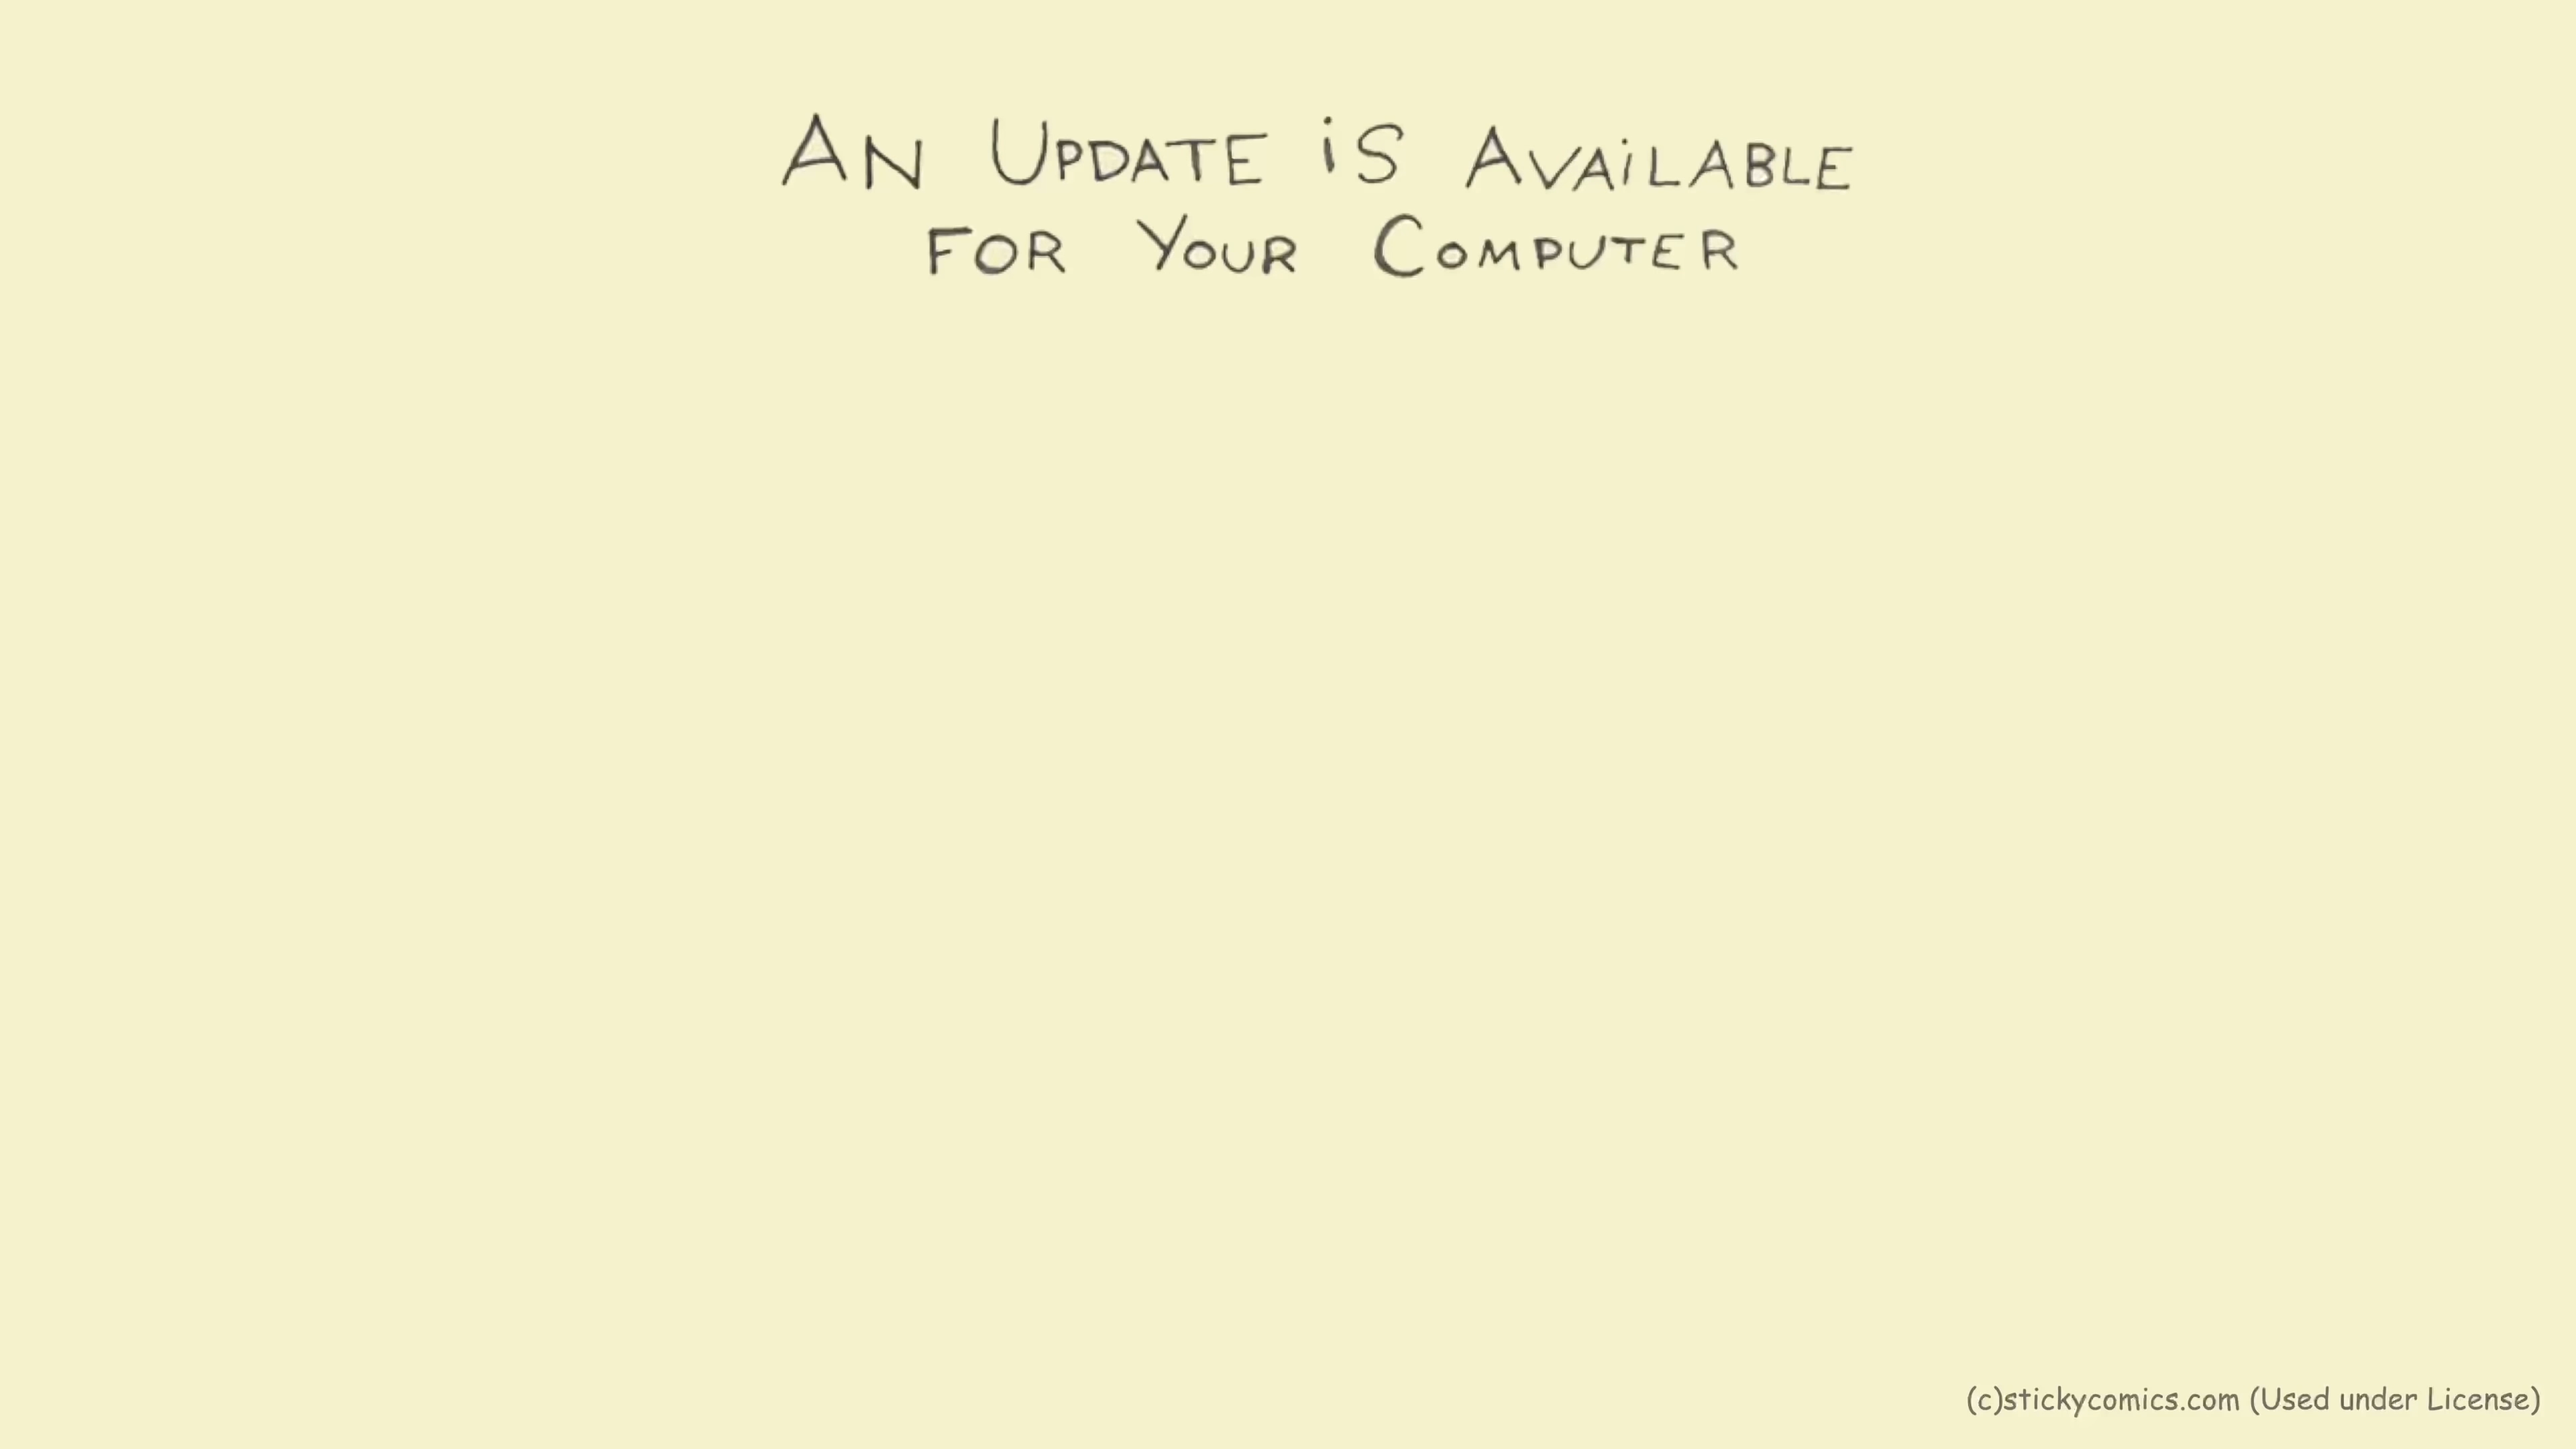 An Update is Available
for Your Computer
(c)stickycomics.com (Used under License)